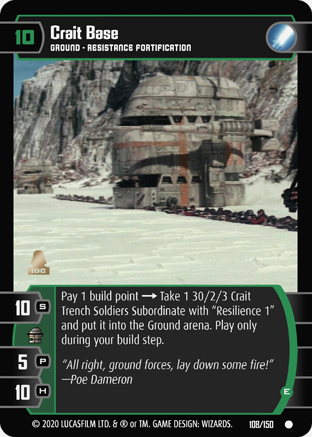 10
Crait Base
GROUND - RESISTANCE FORTIFICATION
100
10 S
5 P
10 H
Pay 1 build point → Take 1 30/2/3 Crait
Trench Soldiers Subordinate with “Resilience 1”
and put it into the Ground arena. Play only
during your build step.
“All right, ground forces, lay down some fire!”
—Poe Dameron
E
© 2020 LUCASFILM LTD. & ® or TM. GAME DESIGN: WIZARDS.
108/150